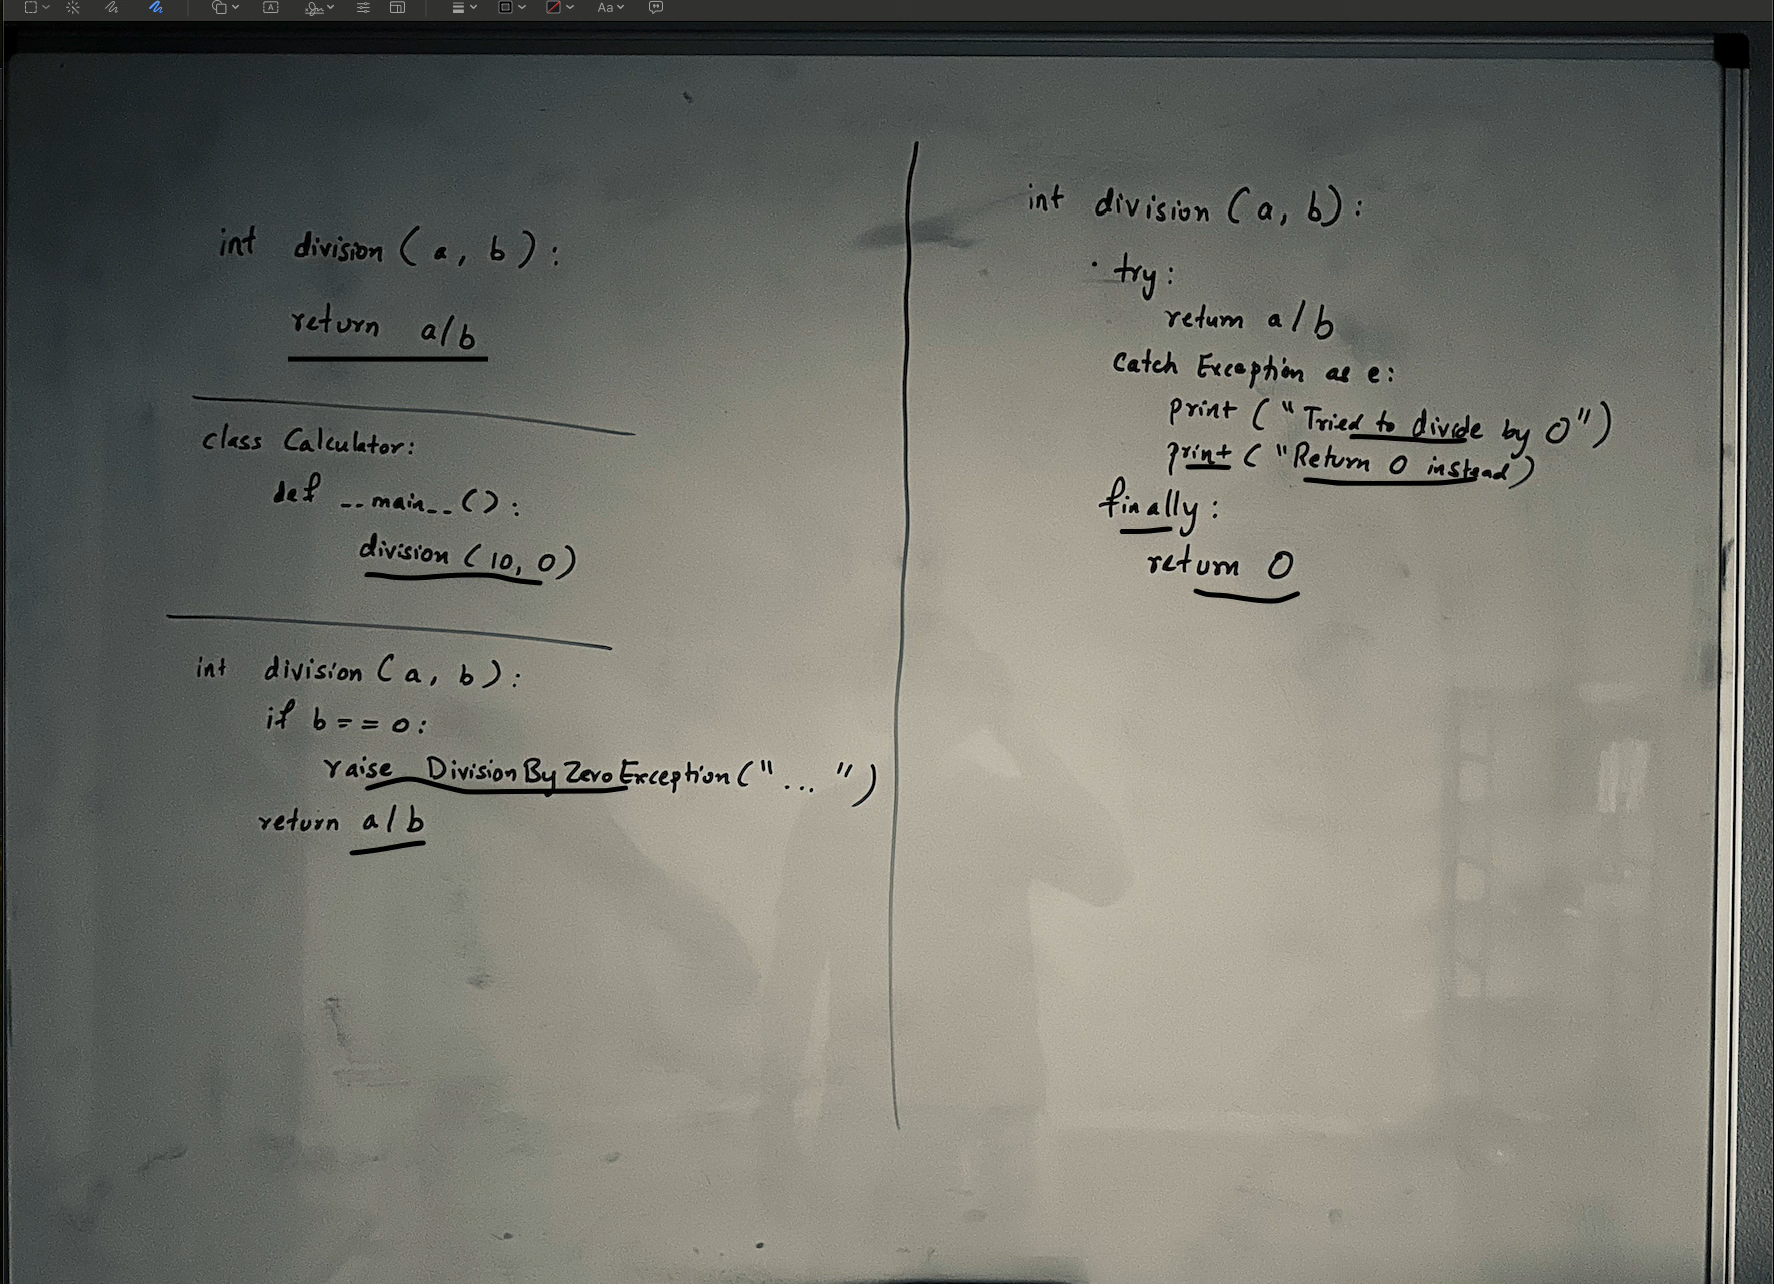 int division (a, b):
return a/b
class Calculator:
def __main__():
division (10, 0)
int division (a, b):
if b == 0:
raise DivisionByZeroException("...")
return a/b
int division (a, b):
· try:
return a/b
Catch Exception as e:
print ("Tried to divide by 0")
print ("Return 0 instead)
finally:
return 0
Aa